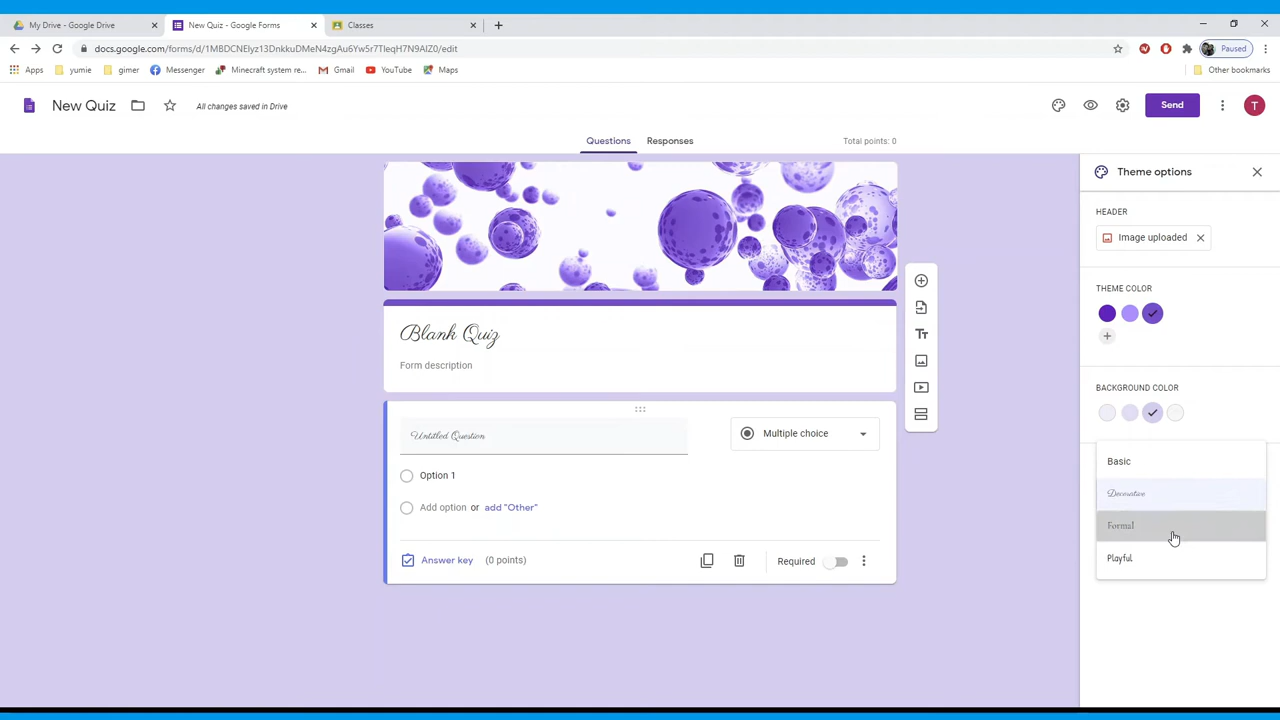 My Drive - Google Drive
New Quiz - Google Forms
Classes
docs.google.com/forms/d/1MBDCNEIyz13DnkkuDMeN4zgAu6Yw5r7TIeqH7N9AIZ0/edit
Paused
Apps
yumie
gimer
Messenger
Minecraft system re...
Gmail
YouTube
Maps
Other bookmarks
New Quiz
All changes saved in Drive
Send
T
Questions
Responses
Total points: 0
Theme options
HEADER
Image uploaded
THEME COLOR
Blank Quiz
Form description
BACKGROUND COLOR
Untitled Question
Multiple choice
Basic
Option 1
Decorative
Add option or add "Other"
Formal
Answer key (0 points)
Required
Playful